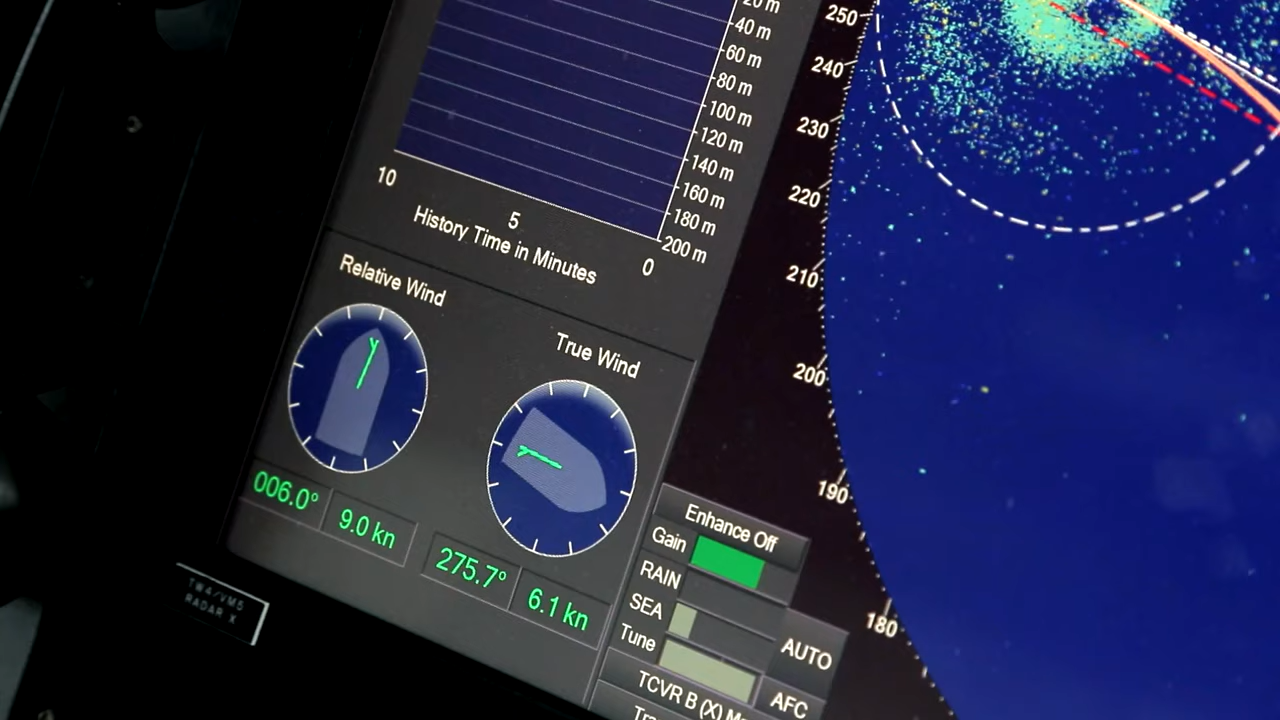 40 m
60 m
80 m
100 m
120 m
140 m
160 m
180 m
200 m
10
5
0
History Time in Minutes
Relative Wind
006.0°
9.0 kn
True Wind
275.7°
6.1 kn
250
240
230
220
210
200
190
180
Enhance Off
Gain
RAIN
SEA
Tune
AUTO
AFC
TCVR B (X)
TW4/VM5
RADAR X